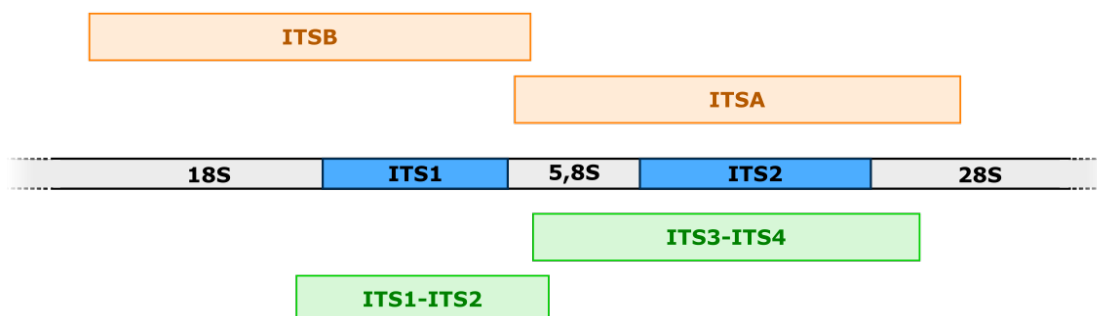 ITSB
ITSA
18S ITS1 5,8S ITS2 28S
ITS3-ITS4
ITS1-ITS2